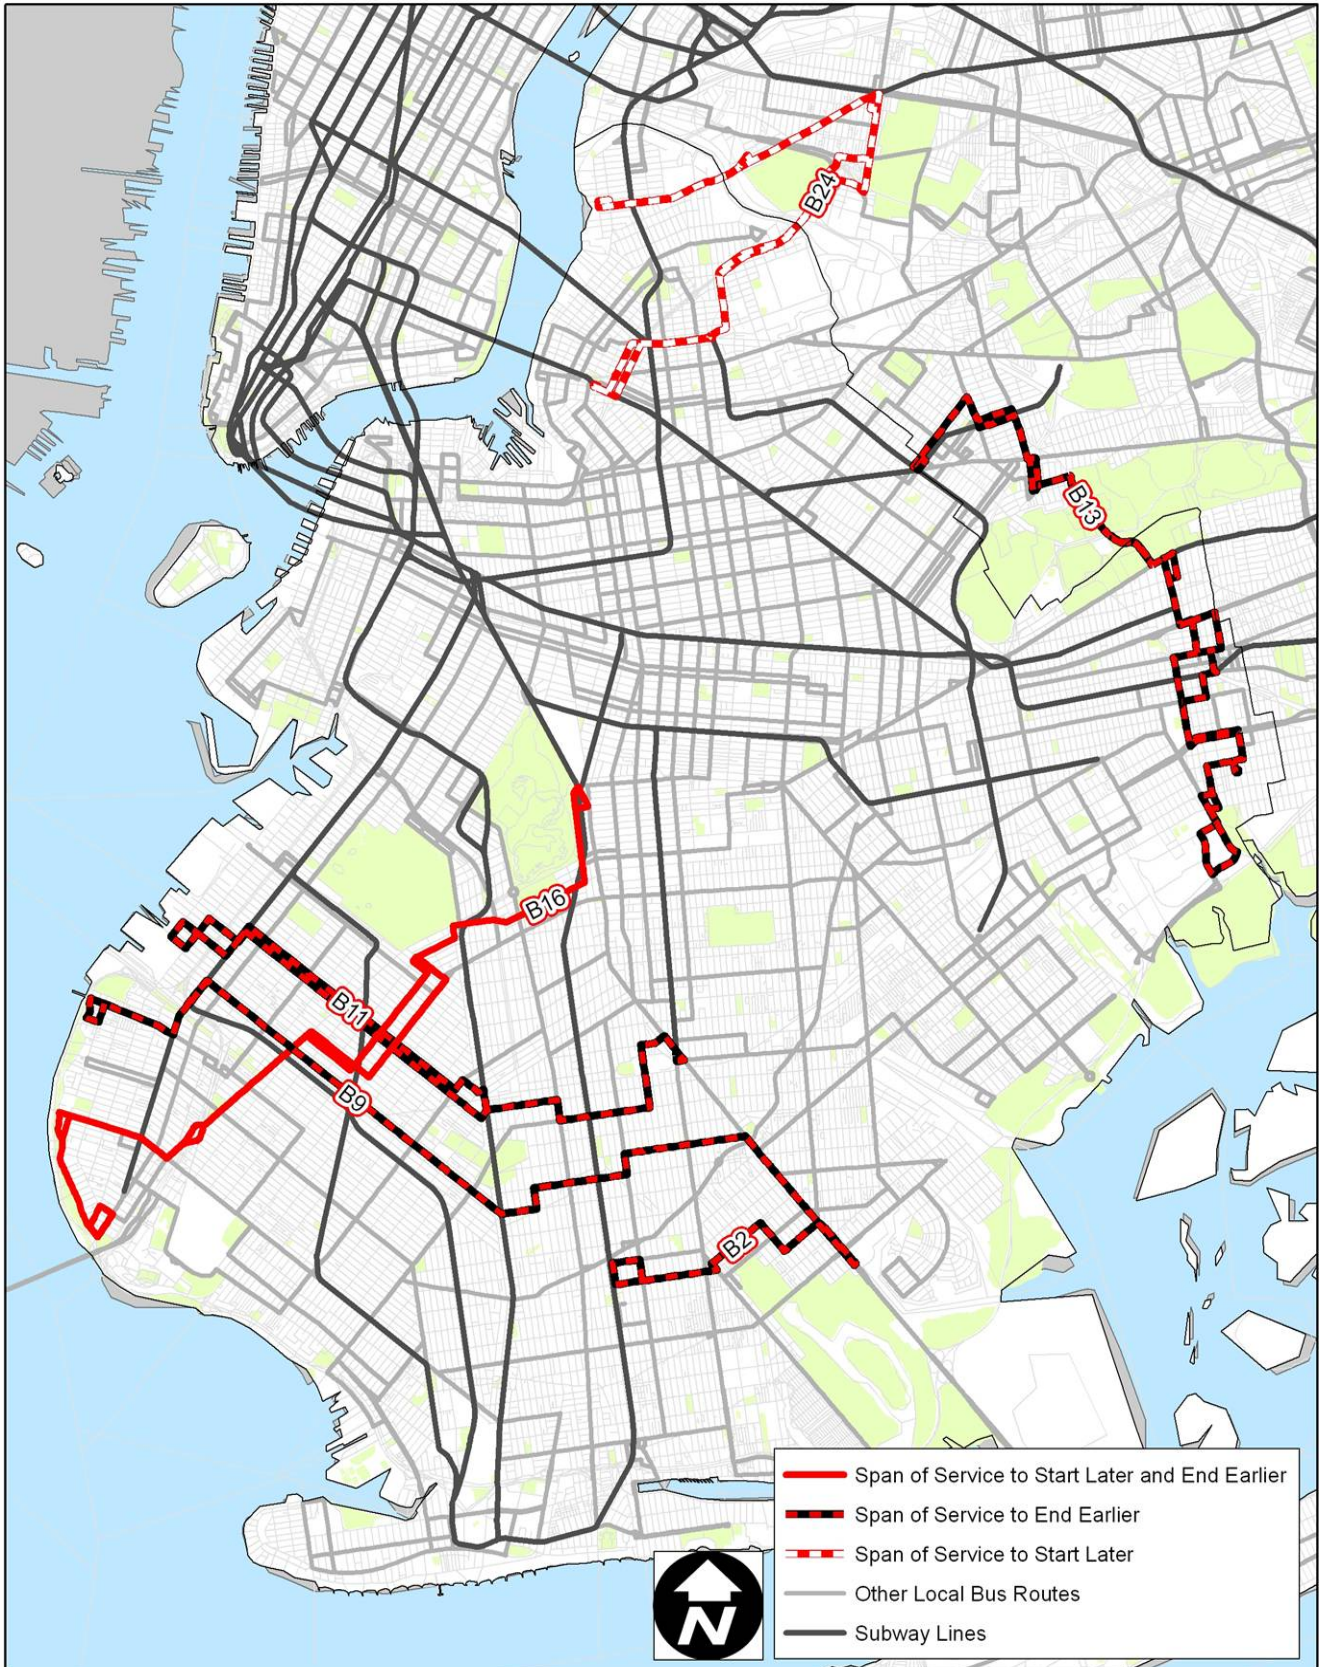 B24
B13
B16
B11
B9
B2
Span of Service to Start Later and End Earlier
Span of Service to End Earlier
Span of Service to Start Later
Other Local Bus Routes
Subway Lines
N